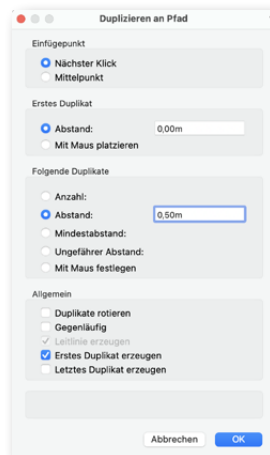 Duplizieren an Pfad
Einfügepunkt
Nächster Klick
Mittelpunkt
Erstes Duplikat
Abstand: 0,00m
Mit Maus platzieren
Folgende Duplikate
Anzahl:
Abstand: 0,50m
Mindestabstand:
Ungefährer Abstand:
Mit Maus festlegen
Allgemein
Duplikate rotieren
Gegenläufig
Leitlinie erzeugen
Erstes Duplikat erzeugen
Letztes Duplikat erzeugen
Abbrechen OK